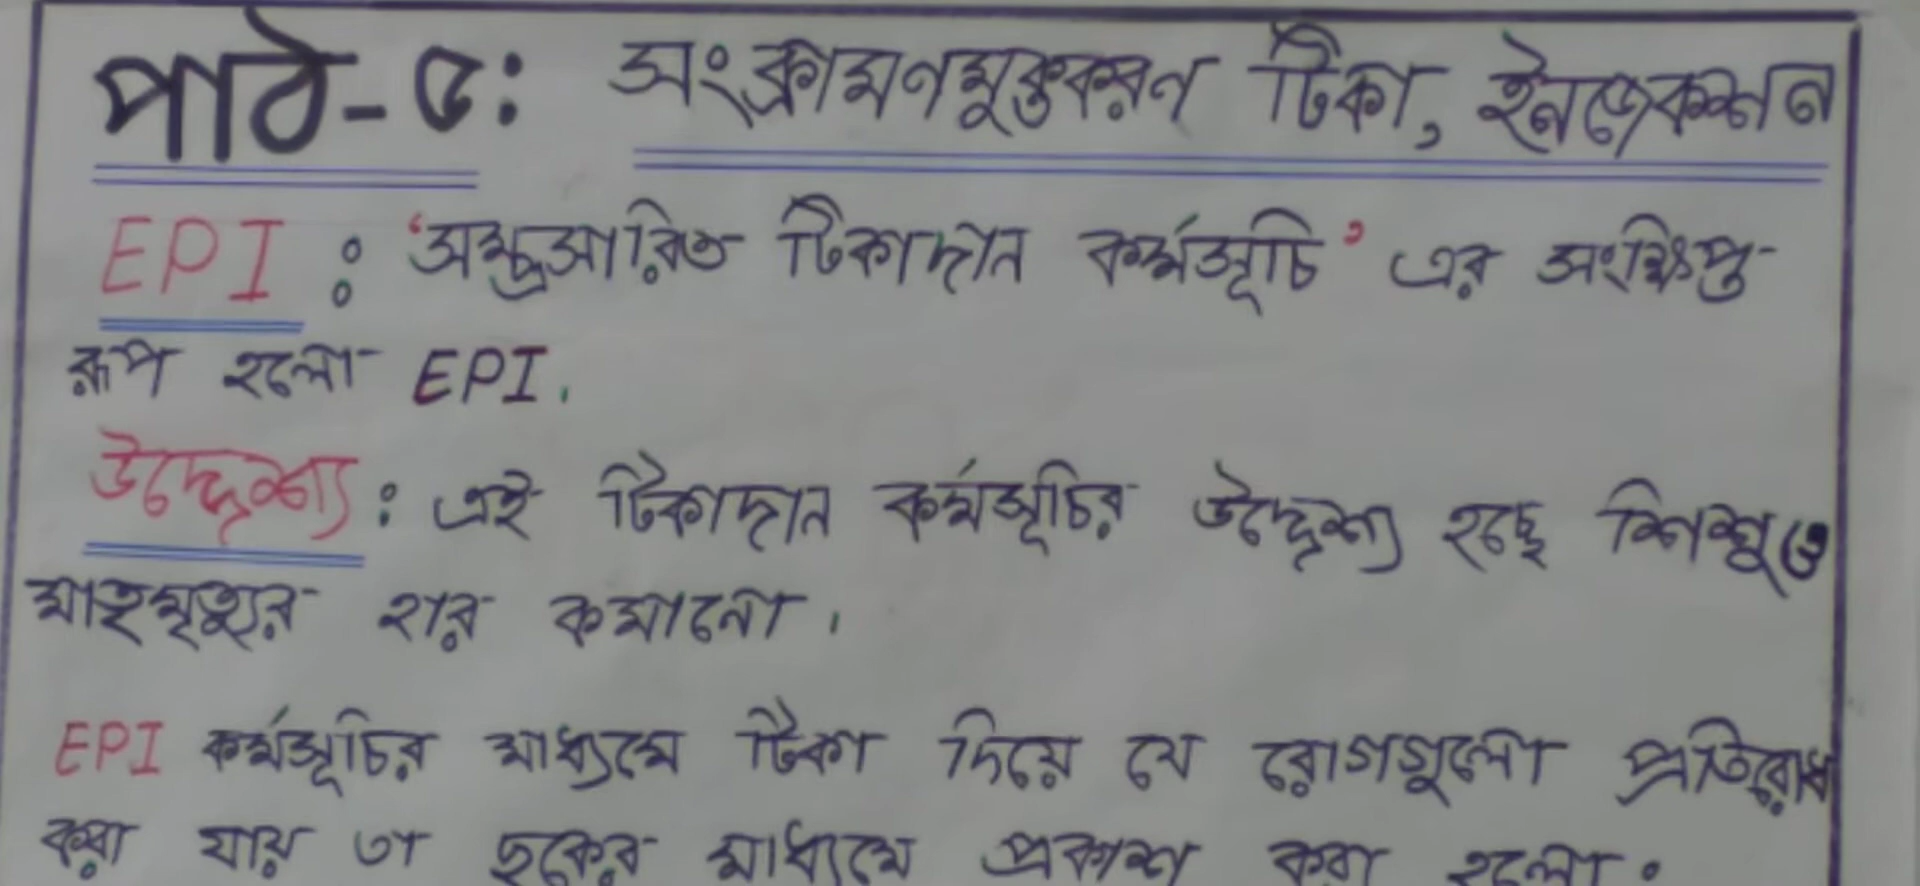 পাঠ-৫: সংক্রামণমুক্তকরণ টিকা, ইনজেকশন
EPI : ‘সম্প্রসারিত টিকাদান কর্মসূচি’ এর সংক্ষিপ্ত
রূপ হলো EPI.
উদ্দেশ্য : এই টিকাদান কর্মসূচির উদ্দেশ্য হচ্ছে শিশু ও
মাতৃমৃত্যুর হার কমানো।
EPI কর্মসূচির মাধ্যমে টিকা দিয়ে যে রোগগুলো প্রতিরোধ
করা যায় তা ছকের মাধ্যমে প্রকাশ করা হলো: